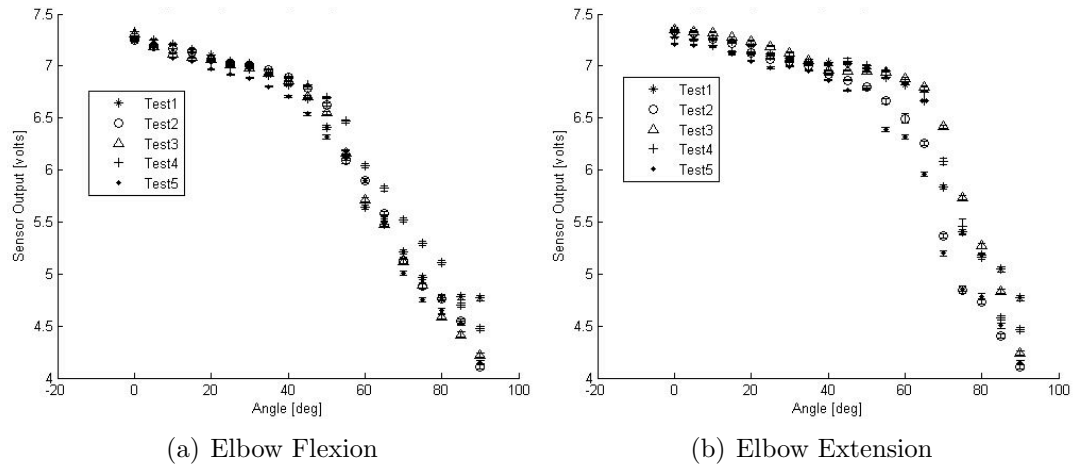 7.5
7
6.5
6
5.5
5
4.5
4
Sensor Output [volts]
Test1
Test2
Test3
Test4
Test5
-20 0 20 40 60 80 100
Angle [deg]
(a) Elbow Flexion
7.5
7
6.5
6
5.5
5
4.5
4
Sensor Output [volts]
Test1
Test2
Test3
Test4
Test5
-20 0 20 40 60 80 100
Angle [deg]
(b) Elbow Extension